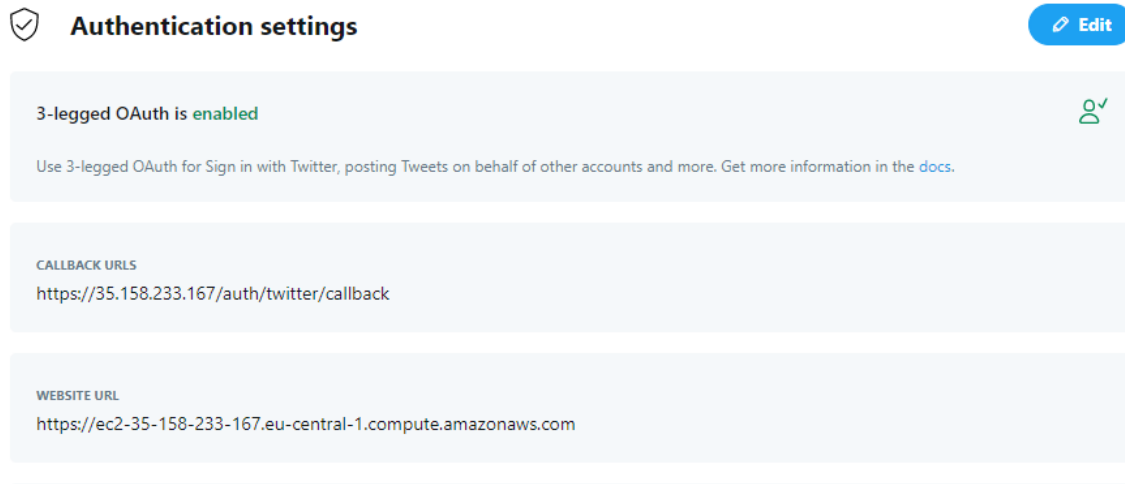 Authentication settings
Edit
3-legged OAuth is enabled
Use 3-legged OAuth for Sign in with Twitter, posting Tweets on behalf of other accounts and more. Get more information in the docs.
CALLBACK URLS
https://35.158.233.167/auth/twitter/callback
WEBSITE URL
https://ec2-35-158-233-167.eu-central-1.compute.amazonaws.com